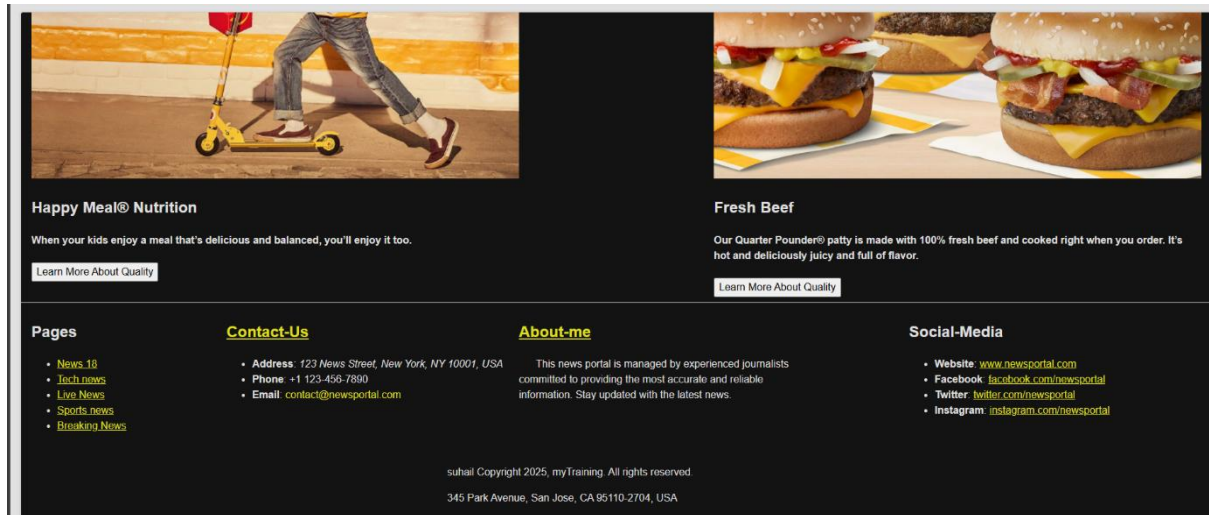 Happy Meal® Nutrition
When your kids enjoy a meal that's delicious and balanced, you'll enjoy it too.
Learn More About Quality
Fresh Beef
Our Quarter Pounder® patty is made with 100% fresh beef and cooked right when you order. It's
hot and deliciously juicy and full of flavor.
Learn More About Quality
Pages
• News 18
• Tech news
• Live News
• Sports news
• Breaking News
Contact-Us
• Address: 123 News Street, New York, NY 10001, USA
• Phone: +1 123-456-7890
• Email: contact@newsportal.com
About-me
This news portal is managed by experienced journalists
committed to providing the most accurate and reliable
information. Stay updated with the latest news.
Social-Media
• Website: www.newsportal.com
• Facebook: facebook.com/newsportal
• Twitter: twitter.com/newsportal
• Instagram: instagram.com/newsportal
suhail Copyright 2025, myTraining. All rights reserved.
345 Park Avenue, San Jose, CA 95110-2704, USA